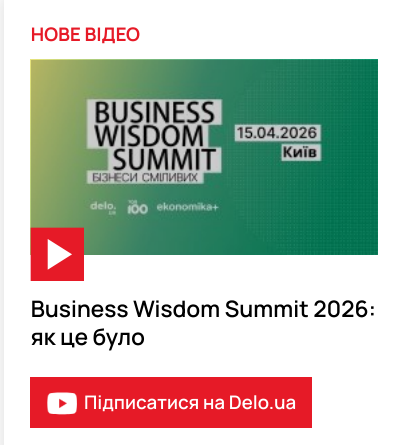 НОВЕ ВІДЕО
BUSINESS
WISDOM
SUMMIT
БІЗНЕСИ СМІЛИВИХ
15.04.2026
Київ
delo.ua
TOP 100
ekonomika+
Business Wisdom Summit 2026:
як це було
Підписатися на Delo.ua